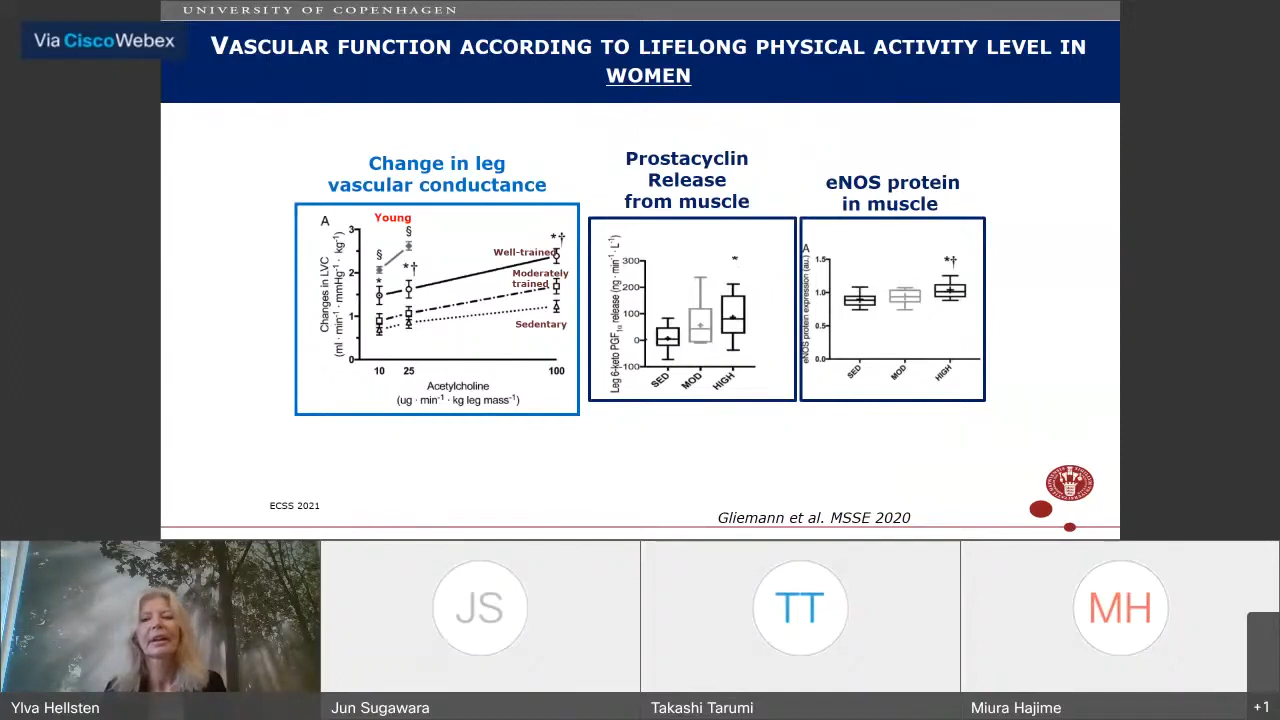 UNIVERSITY OF COPENHAGEN
Via Cisco Webex
VASCULAR FUNCTION ACCORDING TO LIFELONG PHYSICAL ACTIVITY LEVEL IN
WOMEN
Change in leg
vascular conductance
A
Young
3
2
1
0
§
§
*
*†
*†
Well-trained
Moderately
trained
Sedentary
Changes in LVC
(ml · min⁻¹ · mmHg⁻¹ · kg⁻¹)
10 25 100
Acetylcholine
(ug · min⁻¹ · kg leg mass⁻¹)
Prostacyclin
Release
from muscle
Leg 6-keto PGF1α release (ng · min⁻¹ · L⁻¹)
300
200
100
0
-100
*
SED MOD HIGH
eNOS protein
in muscle
A
eNOS protein expression (au.)
1.5
1.0
0.5
0.0
*†
SED MOD HIGH
ECSS 2021
Gliemann et al. MSSE 2020
JS
TT
MH
Ylva Hellsten
Jun Sugawara
Takashi Tarumi
Miura Hajime
+1